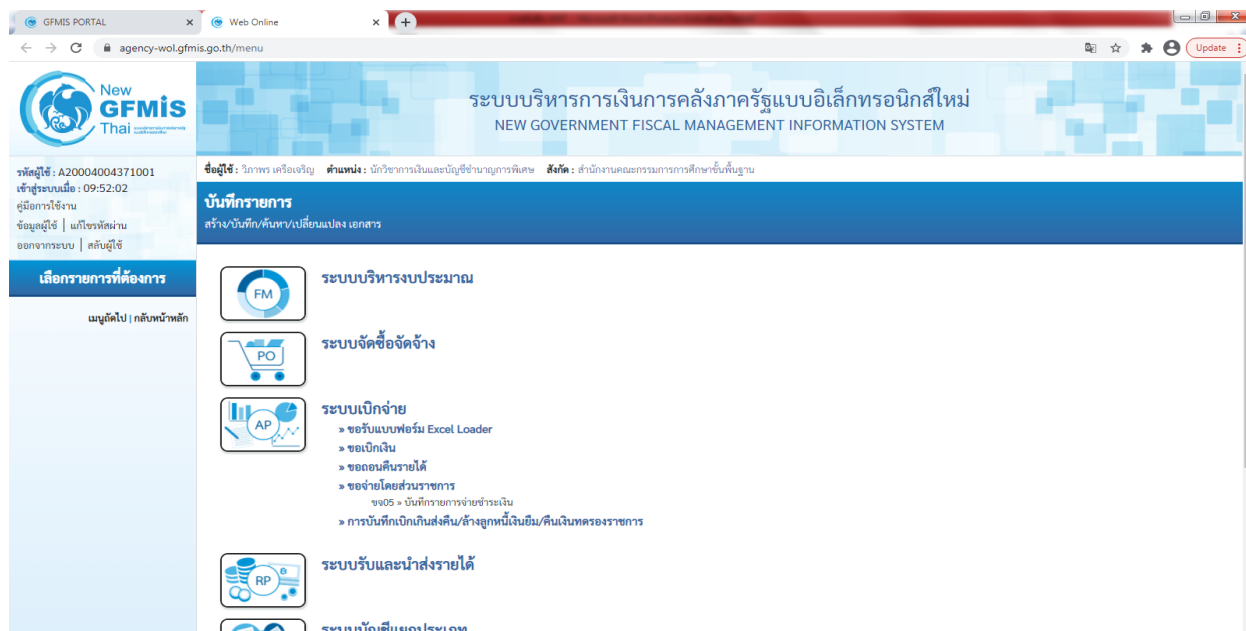 GFMIS PORTAL
Web Online
agency-wol.gfmis.go.th/menu
Update
New
GFMiS
Thai
ระบบบริหารการเงินการคลังภาครัฐแบบอิเล็กทรอนิกส์ใหม่
NEW GOVERNMENT FISCAL MANAGEMENT INFORMATION SYSTEM
รหัสผู้ใช้ : A20004004371001
เข้าสู่ระบบเมื่อ : 09:52:02
คู่มือการใช้งาน
ข้อมูลผู้ใช้ | แก้ไขรหัสผ่าน
ออกจากระบบ | สลับผู้ใช้
เลือกรายการที่ต้องการ
เมนูถัดไป | กลับหน้าหลัก
ชื่อผู้ใช้ : วิภาพร เครือเจริญ ตำแหน่ง : นักวิชาการเงินและบัญชีชำนาญการพิเศษ สังกัด : สำนักงานคณะกรรมการการศึกษาขั้นพื้นฐาน
บันทึกรายการ
สร้าง/บันทึก/ค้นหา/เปลี่ยนแปลง เอกสาร
FM
ระบบบริหารงบประมาณ
PO
ระบบจัดซื้อจัดจ้าง
AP
ระบบเบิกจ่าย
» ขอรับแบบฟอร์ม Excel Loader
» ขอเบิกเงิน
» ขอถอนคืนรายได้
» ขอจ่ายโดยส่วนราชการ
ขจ05 » บันทึกรายการจ่ายชำระเงิน
» การบันทึกเบิกเกินส่งคืน/ล้างลูกหนี้เงินยืม/คืนเงินทดรองราชการ
RP
ระบบรับและนำส่งรายได้
ระบบบัญชีแยกประเภท